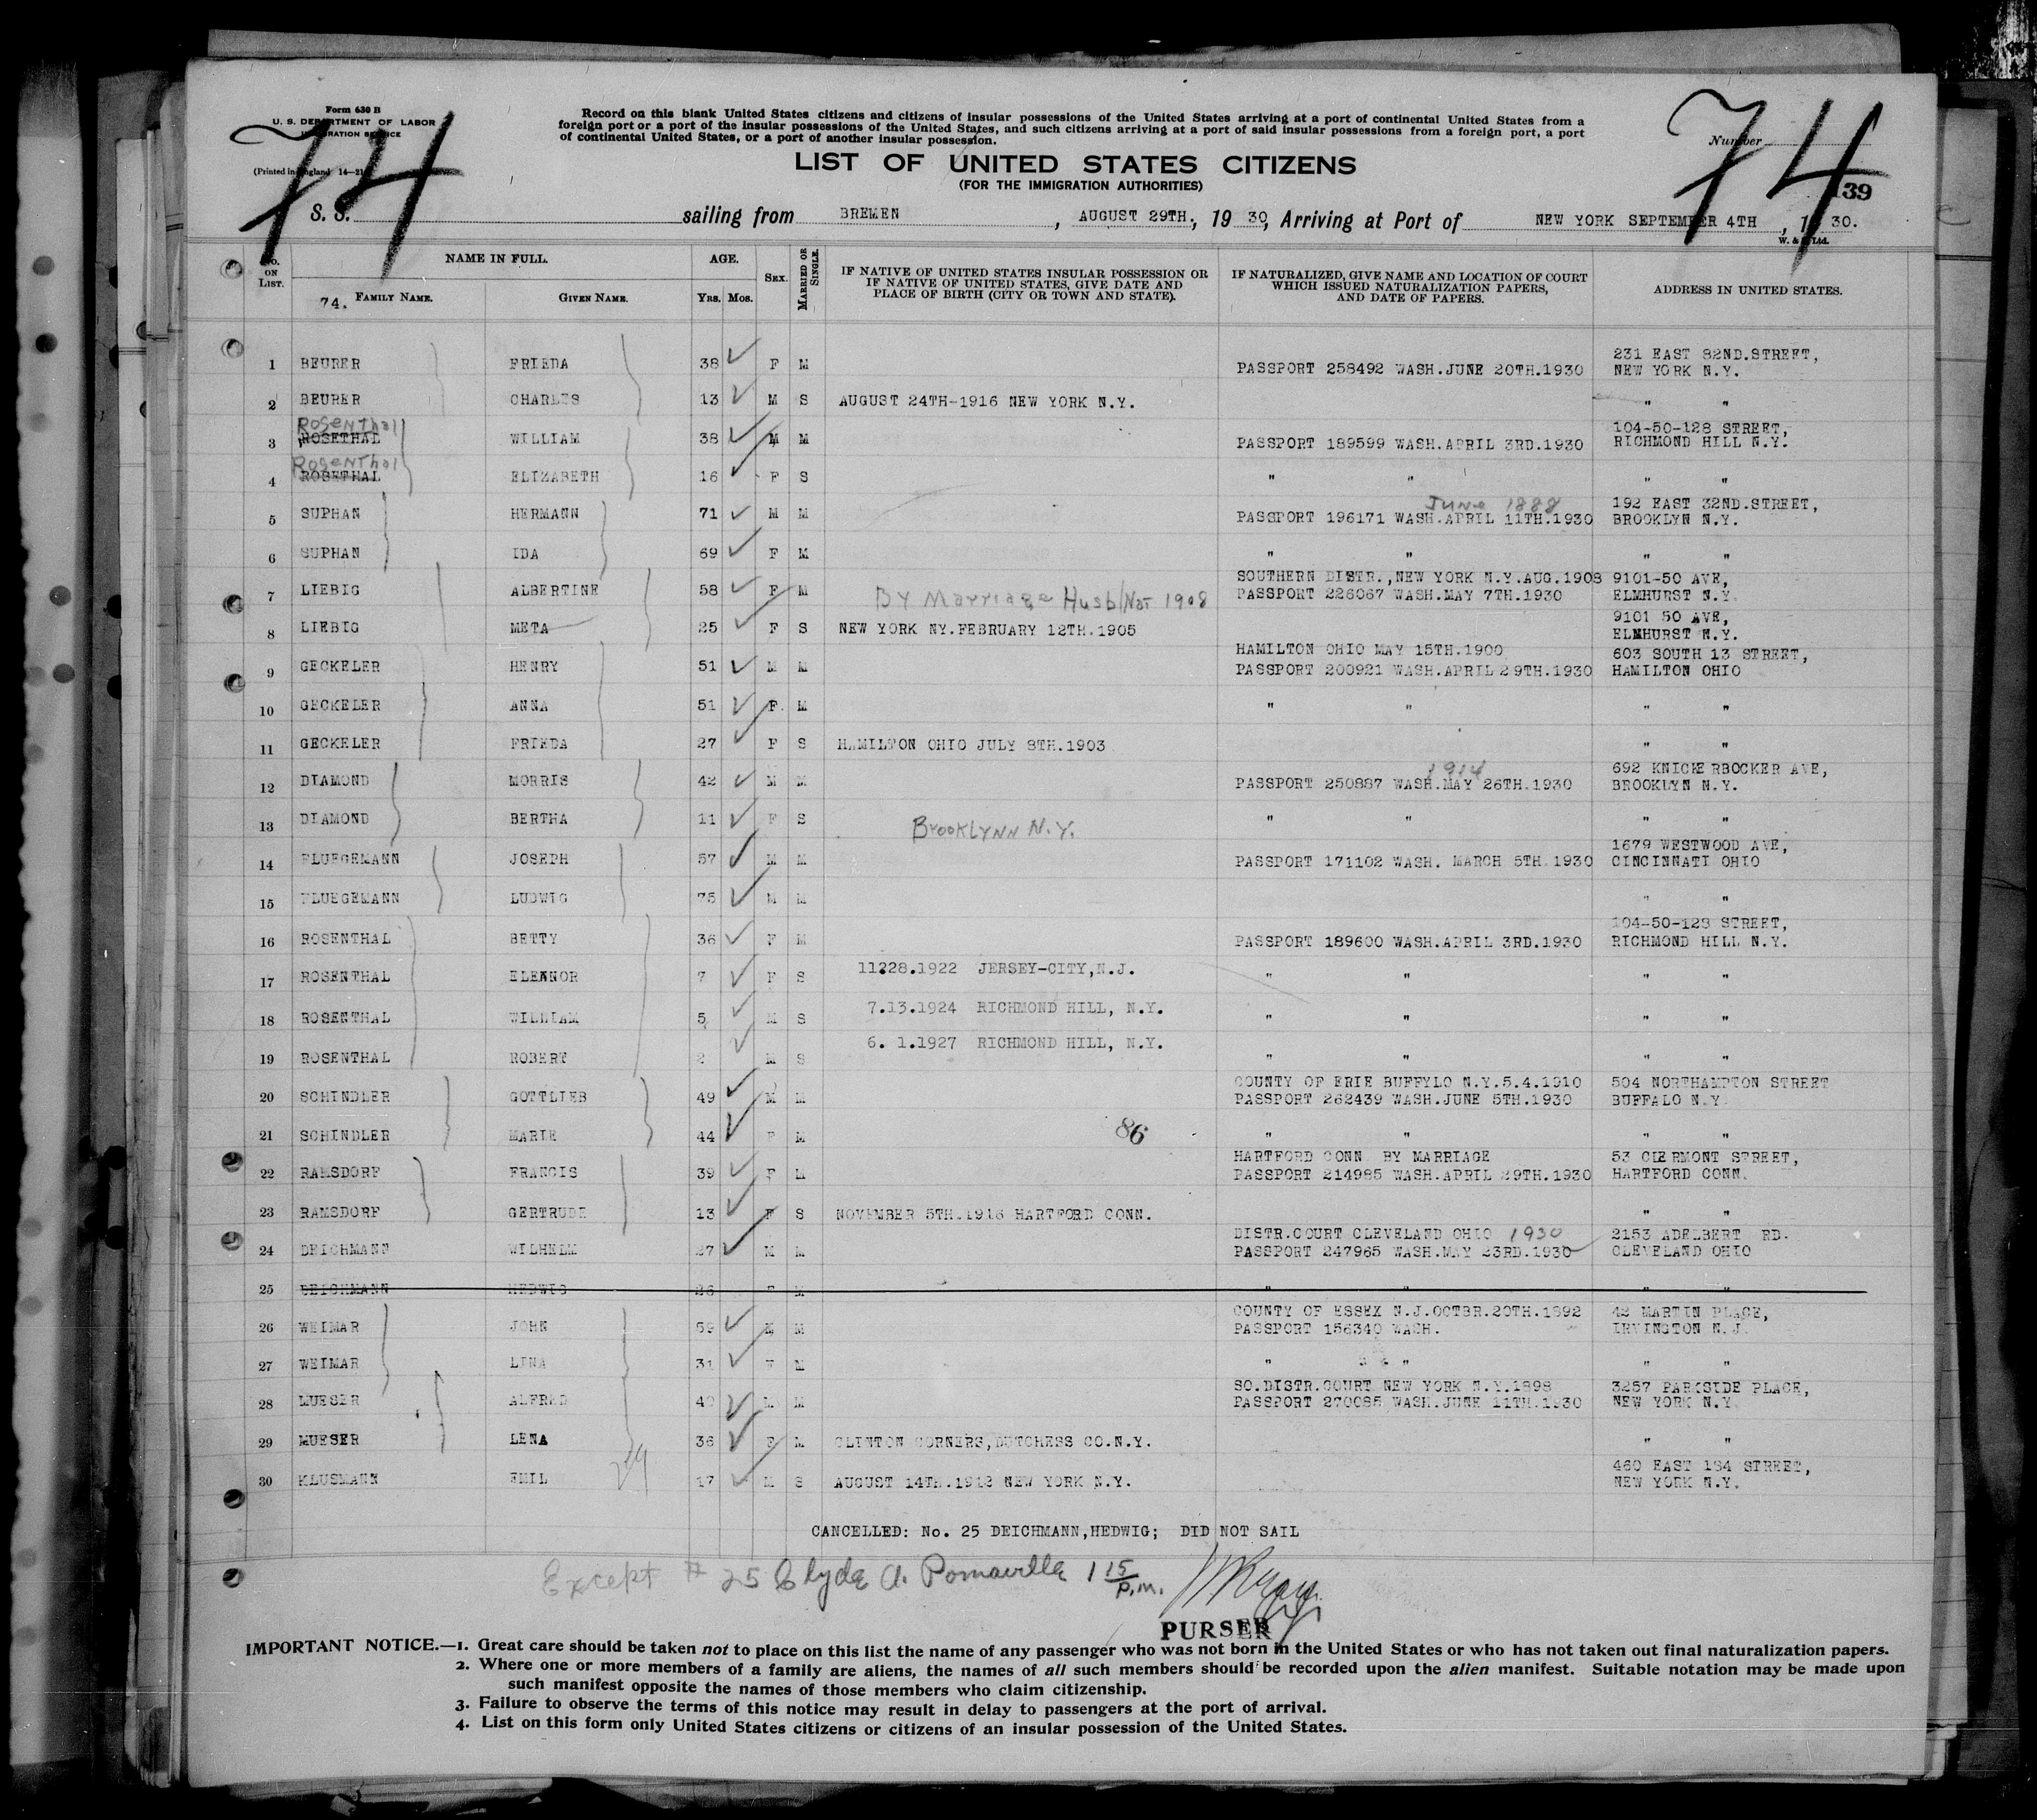 Form 630 B
U. S. DEPARTMENT OF LABOR
IMMIGRATION SERVICE
(Printed in England 14—21
74
Record on this blank United States citizens and citizens of insular possessions of the United States arriving at a port of continental United States from a
foreign port or a port of the insular possessions of the United States, and such citizens arriving at a port of said insular possessions from a foreign port, a port
of continental United States, or a port of another insular possession.
Number
74
139
LIST OF UNITED STATES CITIZENS
(FOR THE IMMIGRATION AUTHORITIES)
S. S. sailing from BREMEN, AUGUST 29TH., 19 30, Arriving at Port of NEW YORK SEPTEMBER 4TH, 19 30.
W. & S. Ltd.
No. ON LIST. NAME IN FULL. AGE. SEX. MARRIED OR SINGLE. IF NATIVE OF UNITED STATES INSULAR POSSESSION OR IF NATIVE OF UNITED STATES, GIVE DATE AND PLACE OF BIRTH (CITY OR TOWN AND STATE). IF NATURALIZED, GIVE NAME AND LOCATION OF COURT WHICH ISSUED NATURALIZATION PAPERS, AND DATE OF PAPERS. ADDRESS IN UNITED STATES.
74. FAMILY NAME. GIVEN NAME. Yrs. Mos.
231 EAST 82ND.STREET,
1 BEURER FRIEDA 38 F M PASSPORT 258492 WASH.JUNE 20TH.1930 NEW YORK N.Y.
2 BEURER CHARLES 13 M S AUGUST 24TH-1916 NEW YORK N.Y. " "
Rosenthal 104-50-128 STREET,
3 ROSETHAL WILLIAM 38 M M PASSPORT 189599 WASH.APRIL 3RD.1930 RICHMOND HILL N.Y.
Rosenthal
4 ROSETHAL ELIZABETH 16 F S " " " "
June 1888 192 EAST 32ND.STREET,
5 SUPHAN HERMANN 71 M M PASSPORT 196171 WASH.APRIL 11TH.1930 BROOKLYN N.Y.
6 SUPHAN IDA 69 F M " " " "
SOUTHERN DISTR.,NEW YORK N.Y.AUG.1908 9101-50 AVE,
7 LIEBIG ALBERTINE 58 F M By Marriage Husb/Nat 1908 PASSPORT 226067 WASH.MAY 7TH.1930 ELMHURST N.Y.
9101 50 AVE,
8 LIEBIG META 25 F S NEW YORK NY.FEBRUARY 12TH.1905 ELMHURST N.Y.
HAMILTON OHIO MAY 15TH.1900 603 SOUTH 13 STREET,
9 GECKELER HENRY 51 M M PASSPORT 200921 WASH.APRIL 29TH.1930 HAMILTON OHIO
10 GECKELER ANNA 51 F. M " " " "
11 GECKELER FRIEDA 27 F S HAMILTON OHIO JULY 8TH.1903 " "
1914 692 KNICKERBOCKER AVE,
12 DIAMOND MORRIS 42 M M PASSPORT 250887 WASH.MAY 26TH.1930 BROOKLYN N.Y.
13 DIAMOND BERTHA 11 F S Brooklynn N.Y. " " " "
1679 WESTWOOD AVE,
14 FLUEGEMANN JOSEPH 57 M M PASSPORT 171102 WASH. MARCH 5TH.1930 CINCINNATI OHIO
15 FLUEGEMANN LUDWIG 75 M M " "
104-50-128 STREET,
16 ROSENTHAL BETTY 36 F M PASSPORT 189600 WASH.APRIL 3RD.1930 RICHMOND HILL N.Y.
17 ROSENTHAL ELEANOR 7 F S 11228.1922 JERSEY-CITY,N.J. " " " "
18 ROSENTHAL WILLIAM 5 M S 7.13.1924 RICHMOND HILL, N.Y. " " " "
19 ROSENTHAL ROBERT 2 M S 6. 1.1927 RICHMOND HILL, N.Y. " " " "
COUNTY OF ERIE BUFFYLO N.Y.5.4.1910 504 NORTHAMPTON STREET
20 SCHINDLER GOTTLIEB 49 M M PASSPORT 262439 WASH.JUNE 5TH.1930 BUFFALO N.Y.
21 SCHINDLER MARIE 44 F M 86 " " " "
HARTFORD CONN. BY MARRIAGE 53 CLERMONT STREET,
22 RAMSDORF FRANCIS 39 F M PASSPORT 214985 WASH.APRIL 29TH.1930 HARTFORD CONN.
23 RAMSDORF GERTRUDE 13 F S NOVEMBER 5TH.1916 HARTFORD CONN. " "
DISTR.COURT CLEVELAND OHIO 1930 2153 ADELBERT RD.
24 DEICHMANN WILHELM 27 M M PASSPORT 247965 WASH.MAY 23RD.1930 CLEVELAND OHIO
25 DEICHMANN HEDWIG 26 F M " " " "
COUNTY OF ESSEX N.J.OCTBR.20TH.1892 42 MARTIN PLACE,
26 WEIMAR JOHN 59 M M PASSPORT 156340 WASH. IRVINGTON N.J.
27 WEIMAR LINA 31 F M " " " "
SO.DISTR.COURT NEW YORK N.Y.1898 3257 PARKSIDE PLACE,
28 MUESER ALFRED 40 M M PASSPORT 270085 WASH.JUNE 11TH.1930 NEW YORK N.Y.
29 MUESER LENA 36 F M CLINTON CORNERS,DUTCHESS CO.N.Y. " "
460 EAST 184 STREET,
30 KLUSMANN EMIL 29 17 M S AUGUST 14TH.1913 NEW YORK N.Y. NEW YORK N.Y.
CANCELLED: No. 25 DEICHMANN,HEDWIG; DID NOT SAIL
Except # 25 Clyde A. Pomaville 1 15 p.m.
PURSER
IMPORTANT NOTICE.—1. Great care should be taken not to place on this list the name of any passenger who was not born in the United States or who has not taken out final naturalization papers.
2. Where one or more members of a family are aliens, the names of all such members should be recorded upon the alien manifest. Suitable notation may be made upon
such manifest opposite the names of those members who claim citizenship.
3. Failure to observe the terms of this notice may result in delay to passengers at the port of arrival.
4. List on this form only United States citizens or citizens of an insular possession of the United States.